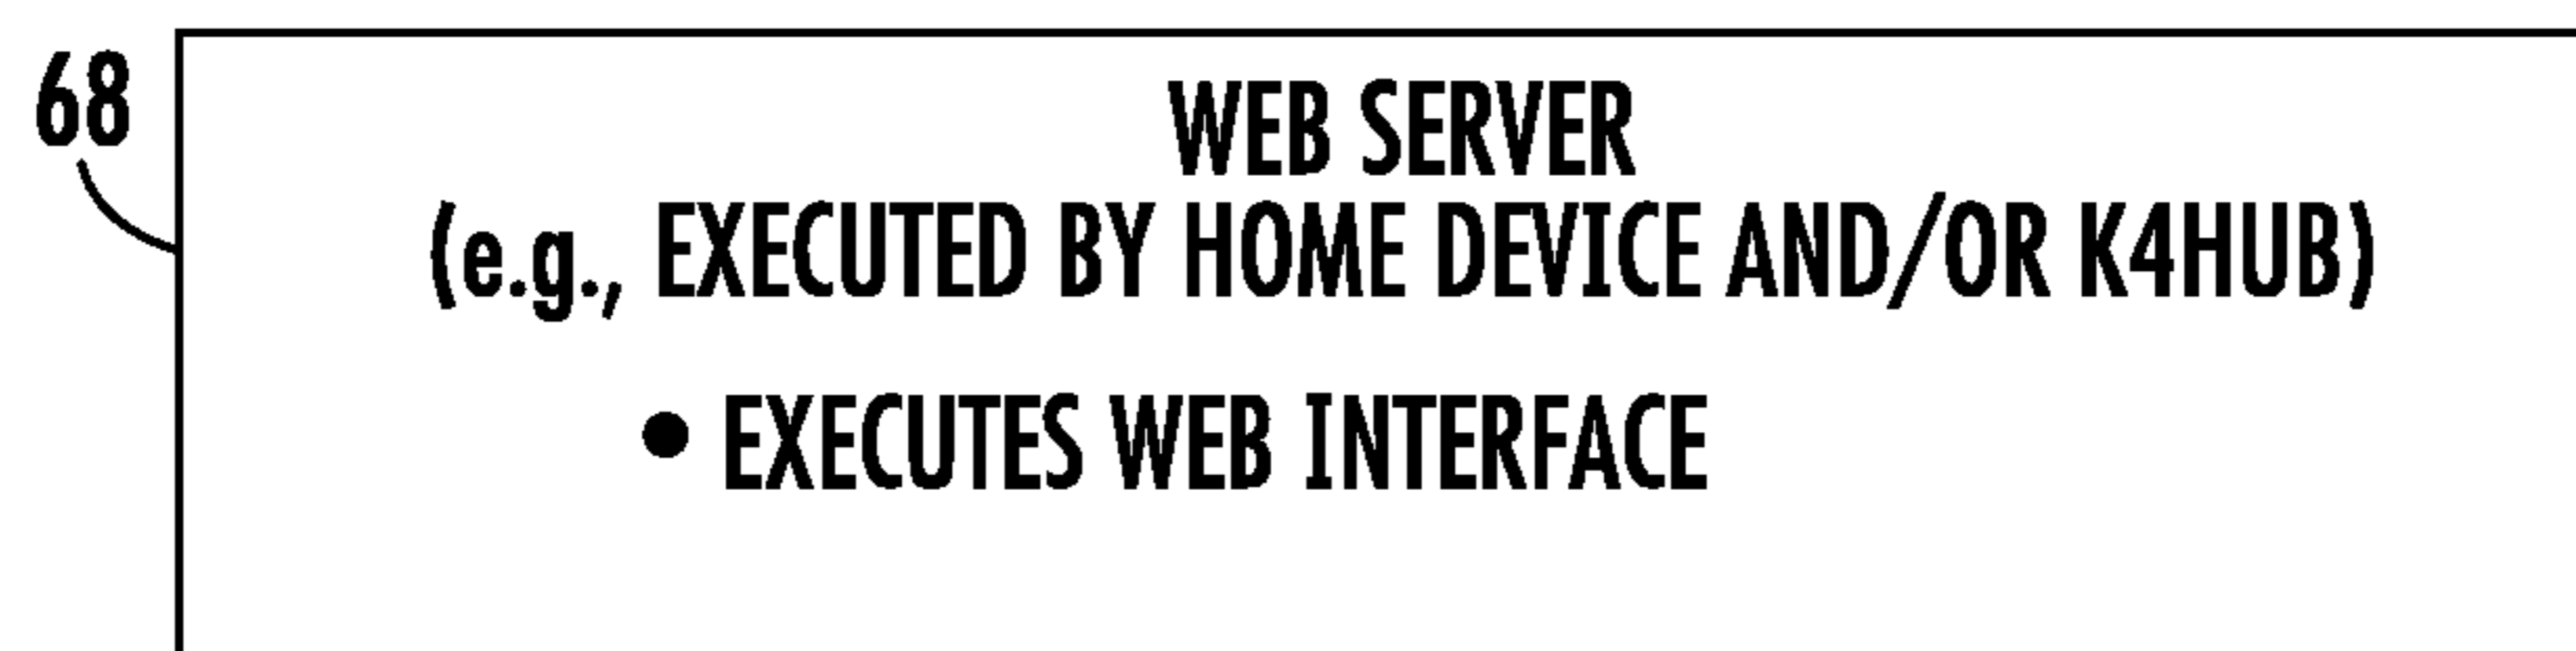 68
WEB SERVER
(e.g., EXECUTED BY HOME DEVICE AND/OR K4HUB)
• EXECUTES WEB INTERFACE